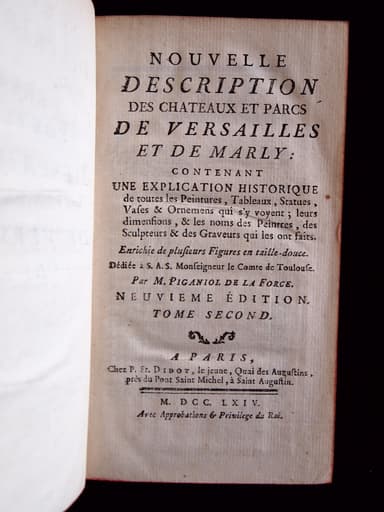 NOUVELLE
DESCRIPTION
DES CHATEAUX ET PARCS
DE VERSAILLES
ET DE MARLY:
CONTENANT
UNE EXPLICATION HISTORIQUE
de toutes les Peintures, Tableaux, Statues,
Vaſes & Ornemens qui s'y voyent; leurs
dimenſions, & les noms des Peintres, des
Sculpteurs & des Graveurs qui les ont faits.
Enrichie de pluſieurs Figures en taille-douce.
Dédiée à S. A. S. Monſeigneur le Comte de Toulouſe.
Par M. PIGANIOL DE LA FORCE.
NEUVIEME ÉDITION.
TOME SECOND.
A PARIS,
Chez P. Fr. DIDOT, le jeune, Quai des Auguſtins,
près du Pont Saint Michel, à Saint Auguſtin.
M. DCC. LXIV.
Avec Approbations & Privilege du Roi.